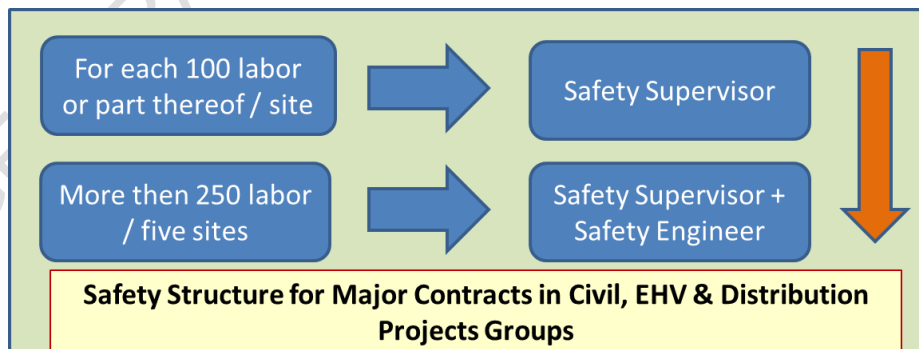 For each 100 labor
or part thereof / site
Safety Supervisor
More then 250 labor
/ five sites
Safety Supervisor +
Safety Engineer
Safety Structure for Major Contracts in Civil, EHV & Distribution
Projects Groups